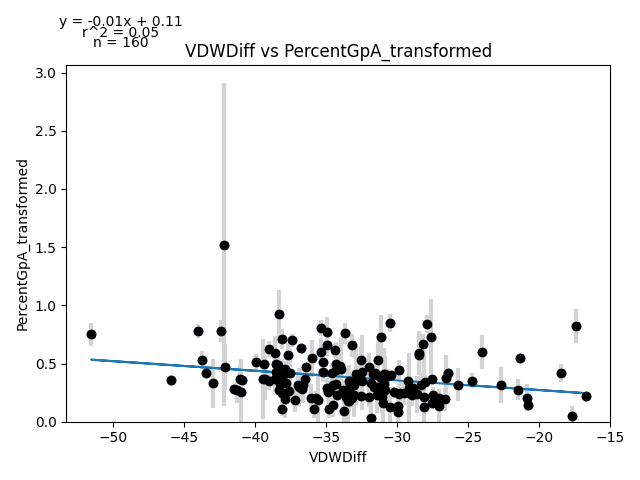 y = -0.01x + 0.11
r^2 = 0.05
n = 160
VDWDiff vs PercentGpA_transformed
PercentGpA_transformed
3.0
2.5
2.0
1.5
1.0
0.5
0.0
−50 −45 −40 −35 −30 −25 −20 −15
VDWDiff